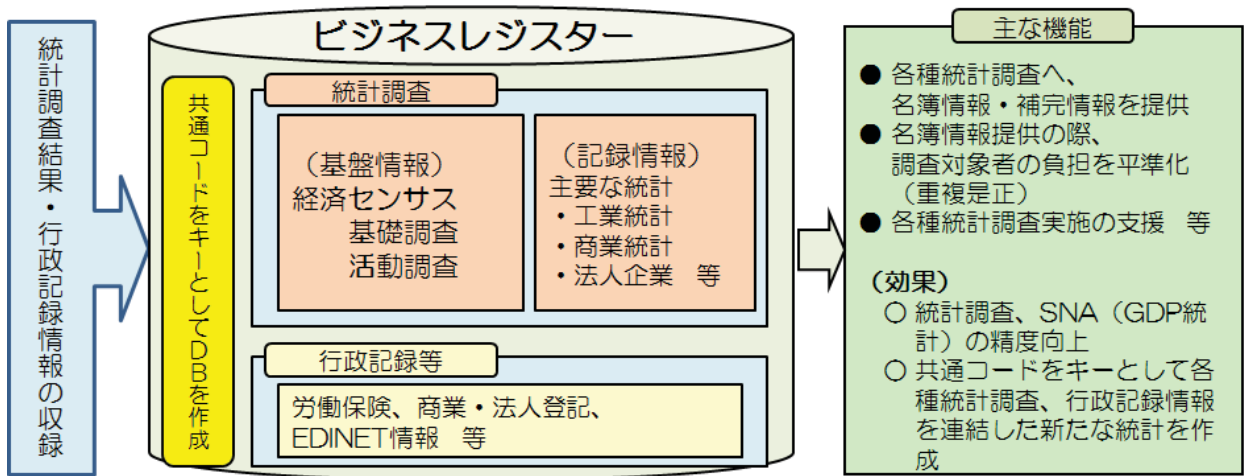 統計調査結果・行政記録情報の収録
ビジネスレジスター
共通コードをキーとしてDBを作成
統計調査
（基盤情報）
経済センサス
基礎調査
活動調査
（記録情報）
主要な統計
・工業統計
・商業統計
・法人企業　等
行政記録等
労働保険、商業・法人登記、
EDINET情報　等
主な機能
● 各種統計調査へ、
名簿情報・補完情報を提供
● 名簿情報提供の際、
調査対象者の負担を平準化
（重複是正）
● 各種統計調査実施の支援　等
（効果）
○ 統計調査、SNA（GDP統
計）の精度向上
○ 共通コードをキーとして各
種統計調査、行政記録情報
を連結した新たな統計を作
成